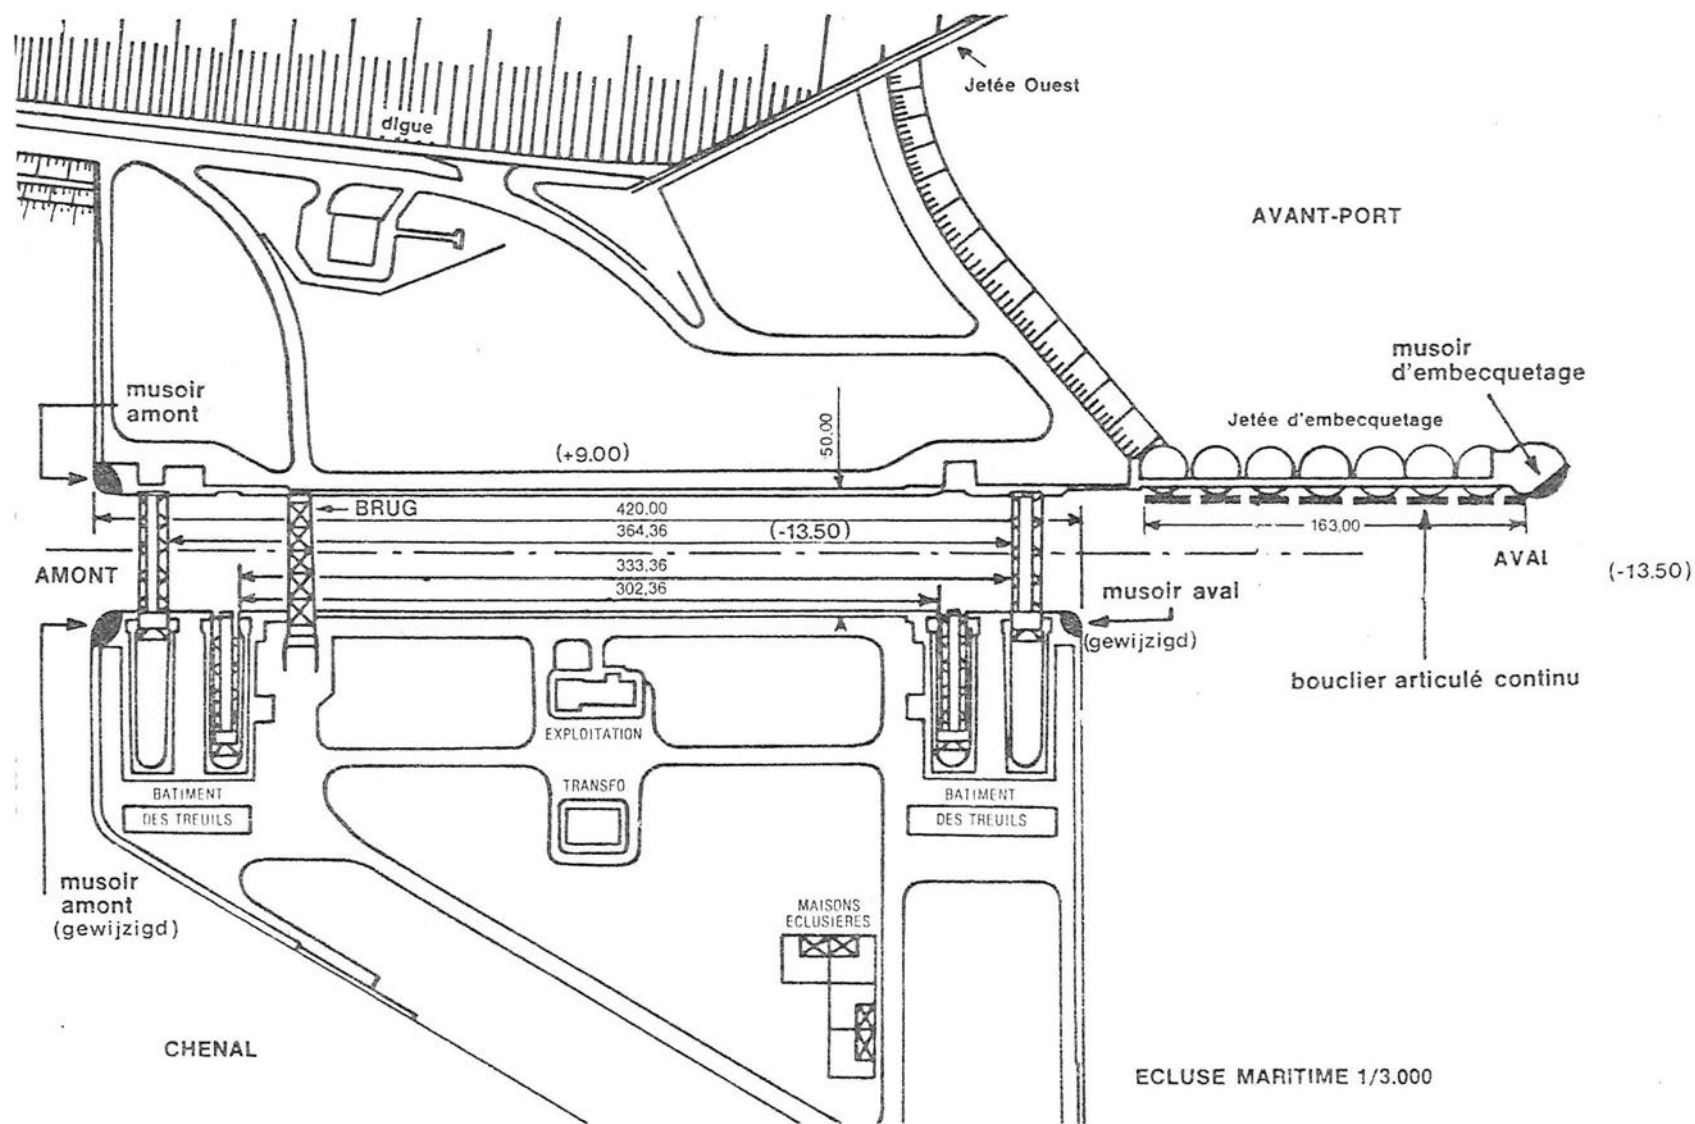 Jetée Ouest
digue
AVANT-PORT
musoir
d'embecquetage
musoir
amont
Jetée d'embecquetage
50,00
(+9.00)
BRUG
420,00
364,36
(-13.50)
163,00
AMONT
333,36
AVAL
(-13.50)
302,36
musoir aval
(gewijzigd)
bouclier articulé continu
EXPLOITATION
TRANSFO
BATIMENT
DES TREUILS
BATIMENT
DES TREUILS
musoir
amont
(gewijzigd)
MAISONS
ECLUSIERES
CHENAL
ECLUSE MARITIME 1/3.000